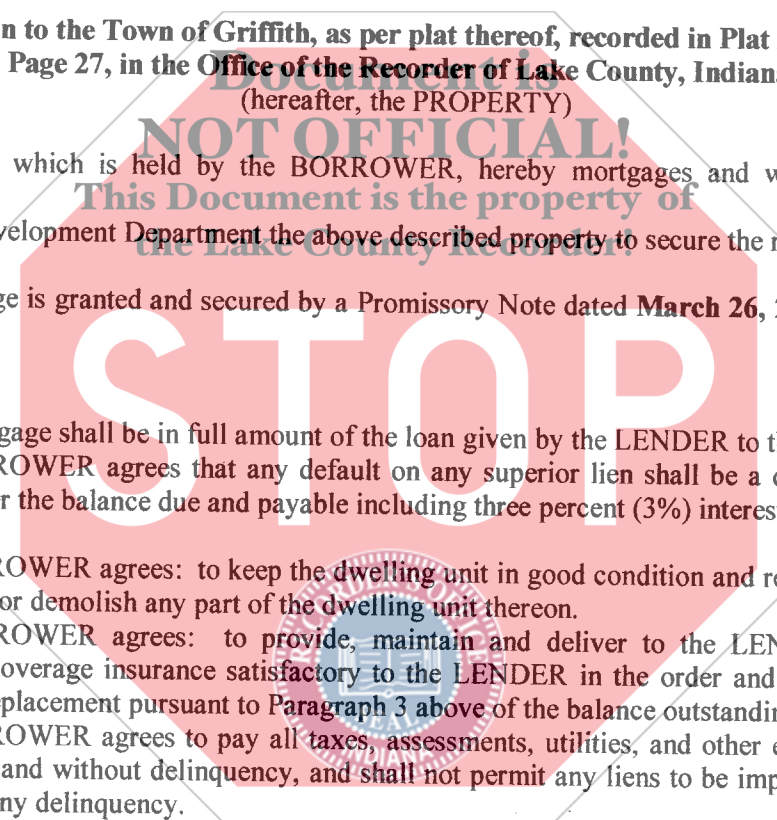 n to the Town of Griffith, as per plat thereof, recorded in Plat
Page 27, in the Office of the Recorder of Lake County, Indiana
(hereafter, the PROPERTY)
Document is
NOT OFFICIAL!
This Document is the property of
the Lake County Recorder!
which is held by the BORROWER, hereby mortgages and w
velopment Department the above described property to secure the r
ge is granted and secured by a Promissory Note dated March 26, 2
STOP
gage shall be in full amount of the loan given by the LENDER to t
ROWER agrees that any default on any superior lien shall be a d
r the balance due and payable including three percent (3%) interes
ROWER agrees: to keep the dwelling unit in good condition and re
or demolish any part of the dwelling unit thereon.
ROWER agrees: to provide, maintain and deliver to the LEN
overage insurance satisfactory to the LENDER in the order and
placement pursuant to Paragraph 3 above of the balance outstandin
ROWER agrees to pay all taxes, assessments, utilities, and other e
and without delinquency, and shall not permit any liens to be imp
ny delinquency.
RECORDER'S OFFICE
SEAL
INDIANA